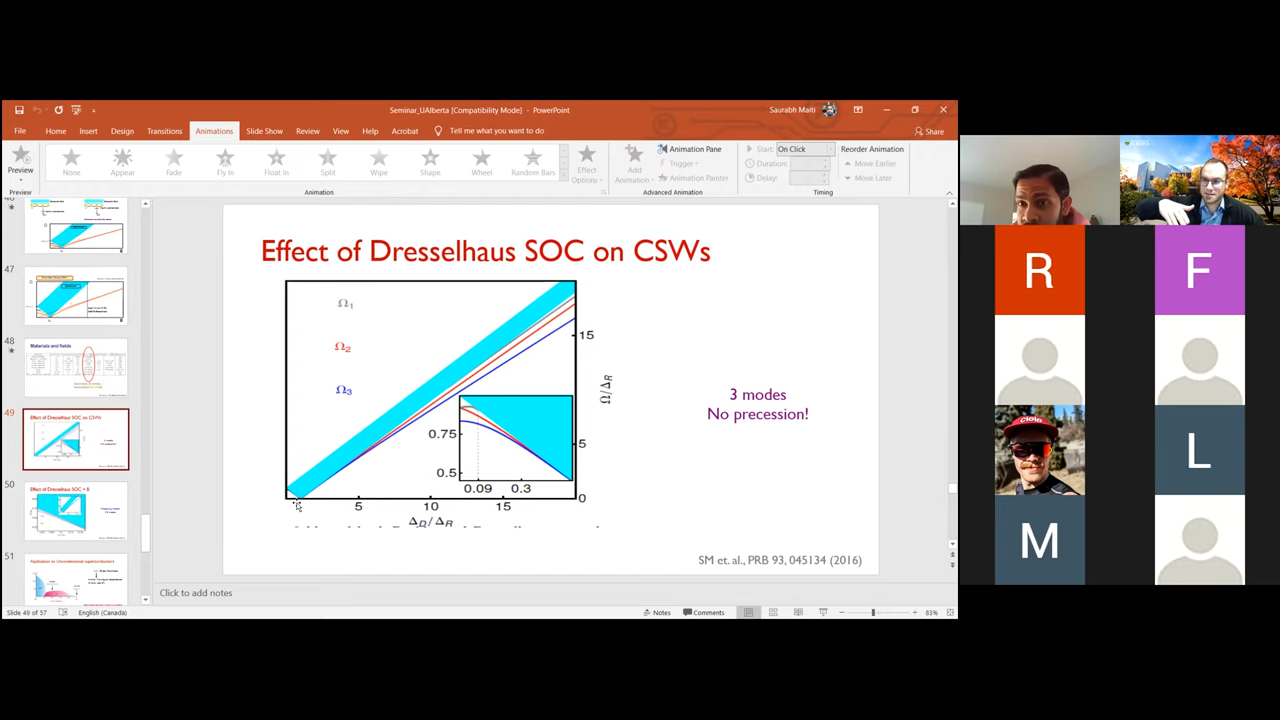 Seminar_UAlberta [Compatibility Mode] - PowerPoint
Saurabh Maiti
File Home Insert Design Transitions Animations Slide Show Review View Help Acrobat Tell me what you want to do
Share
Preview
None
Appear
Fade
Fly In
Float In
Split
Wipe
Shape
Wheel
Random Bars
Effect
Options
Add
Animation
Animation Pane
Trigger
Animation Painter
Start: On Click
Duration:
Delay:
Reorder Animation
Move Earlier
Move Later
Preview
Animation
Advanced Animation
Timing
47
48
Materials and fields
49
Effect of Dresselhaus SOC on CSWs
50
Effect of Dresselhaus SOC + B
51
Application to Unconventional superconductors
Effect of Dresselhaus SOC on CSWs
Ω1
Ω2
Ω3
15
5
0
Ω/ΔR
0.75
0.5
0.09 0.3
5 10 15
ΔD/ΔR
3 modes
No precession!
SM et. al., PRB 93, 045134 (2016)
Click to add notes
Slide 49 of 57
English (Canada)
Notes
Comments
83%
R
F
L
M